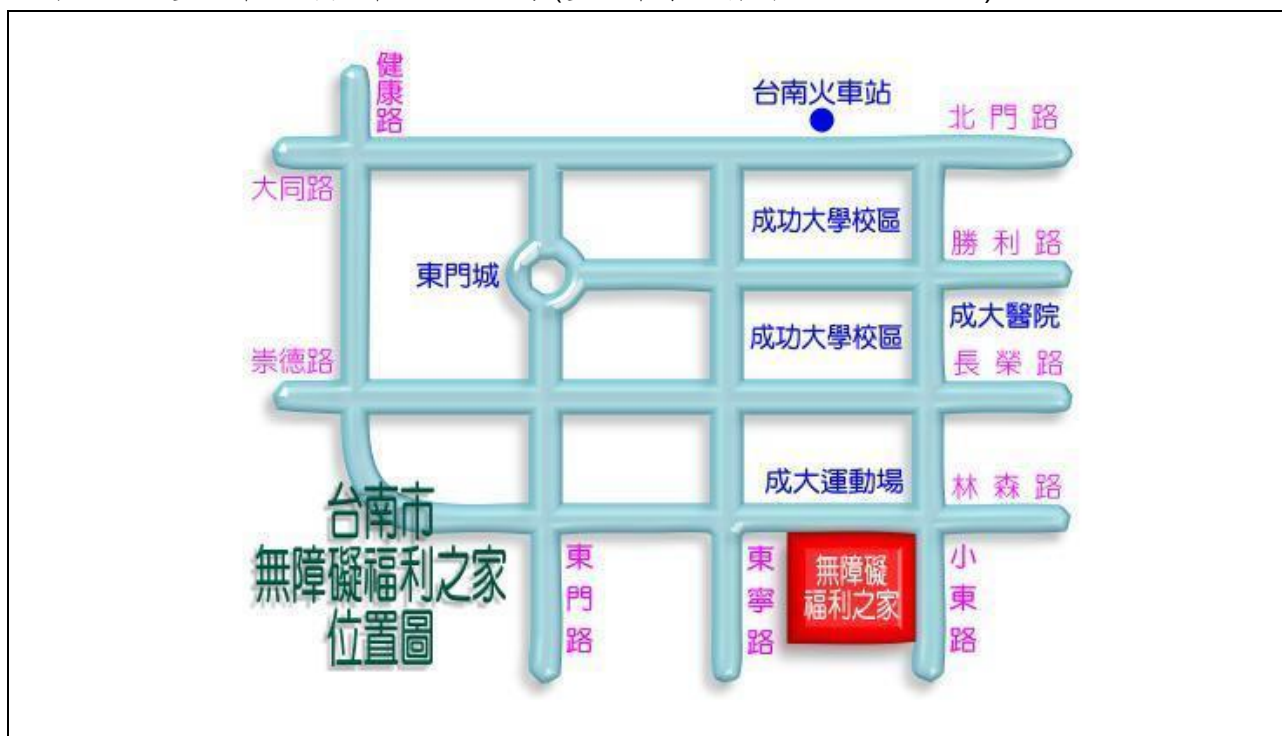 健康路
台南火車站
北門路
大同路
成功大學校區
勝利路
東門城
成大醫院
成功大學校區
崇德路
長榮路
成大運動場
林森路
台南市
無障礙福利之家
位置圖
東門路
東寧路
無障礙
福利之家
小東路